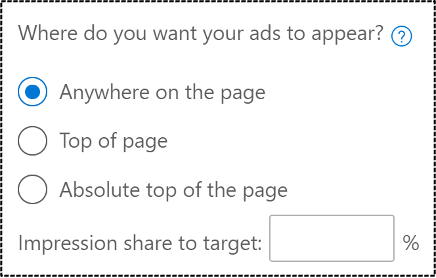 Where do you want your ads to appear? ?
Anywhere on the page
Top of page
Absolute top of the page
Impression share to target: %